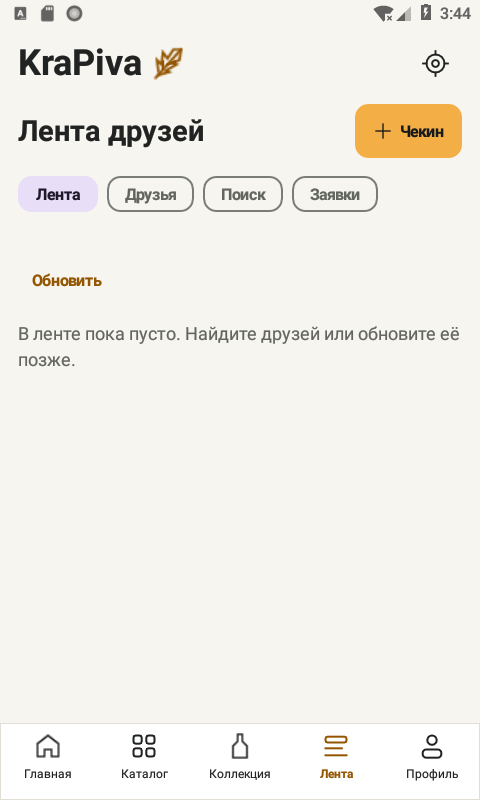 3:44
KraPiva
Лента друзей
Чекин
Лента Друзья Поиск Заявки
Обновить
В ленте пока пусто. Найдите друзей или обновите её
позже.
Главная Каталог Коллекция Лента Профиль